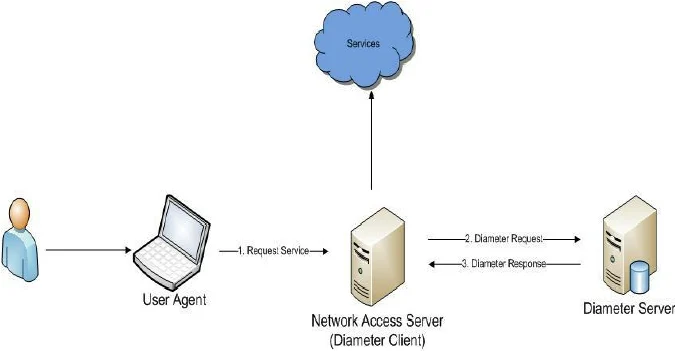 Services
1. Request Service
2. Diameter Request
3. Diameter Response
User Agent
Network Access Server
(Diameter Client)
Diameter Server